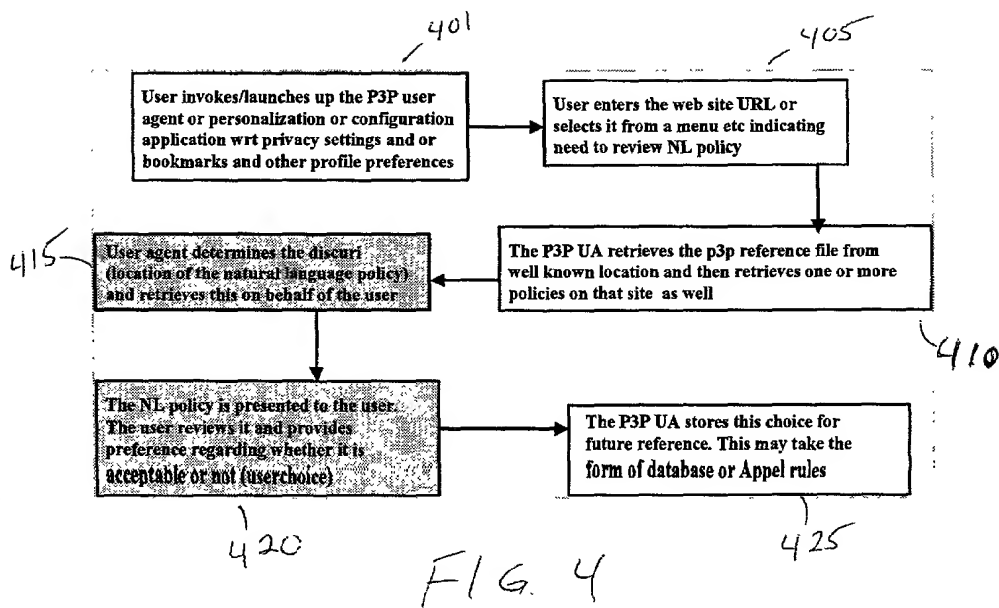 401
405
User invokes/launches up the P3P user
agent or personalization or configuration
application wrt privacy settings and or
bookmarks and other profile preferences
User enters the web site URL or
selects it from a menu etc indicating
need to review NL policy
415
User agent determines the discuri
(location of the natural language policy)
and retrieves this on behalf of the user
The P3P UA retrieves the p3p reference file from
well known location and then retrieves one or more
policies on that site as well
410
The NL policy is presented to the user.
The user reviews it and provides
preference regarding whether it is
acceptable or not (userchoice)
The P3P UA stores this choice for
future reference. This may take the
form of database or Appel rules
420
425
FIG. 4